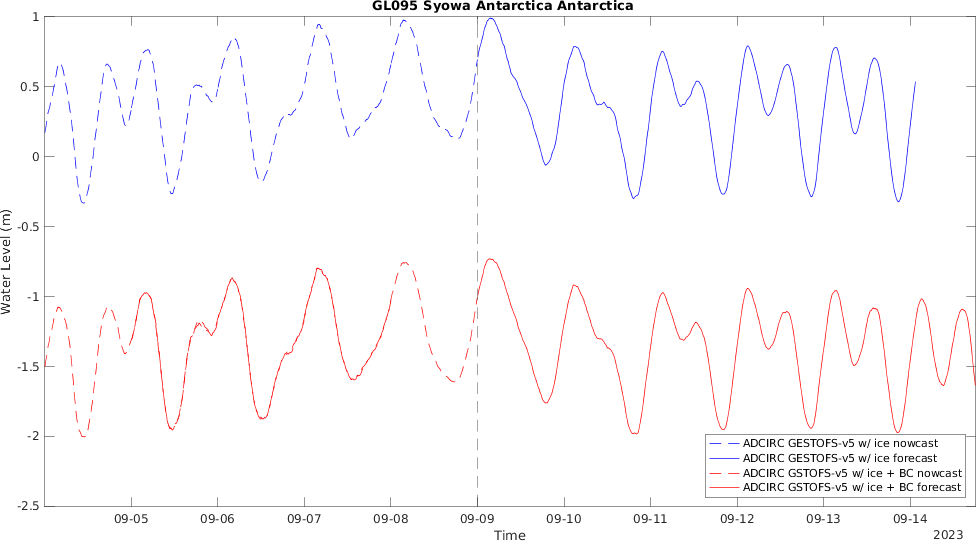 GL095 Syowa Antarctica Antarctica
1
0.5
0
-0.5
-1
-1.5
-2
-2.5
Water Level (m)
ADCIRC GESTOFS-v5 w/ ice nowcast
ADCIRC GESTOFS-v5 w/ ice forecast
ADCIRC GSTOFS-v5 w/ ice + BC nowcast
ADCIRC GSTOFS-v5 w/ ice + BC forecast
09-05 09-06 09-07 09-08 09-09 09-10 09-11 09-12 09-13 09-14
Time
2023